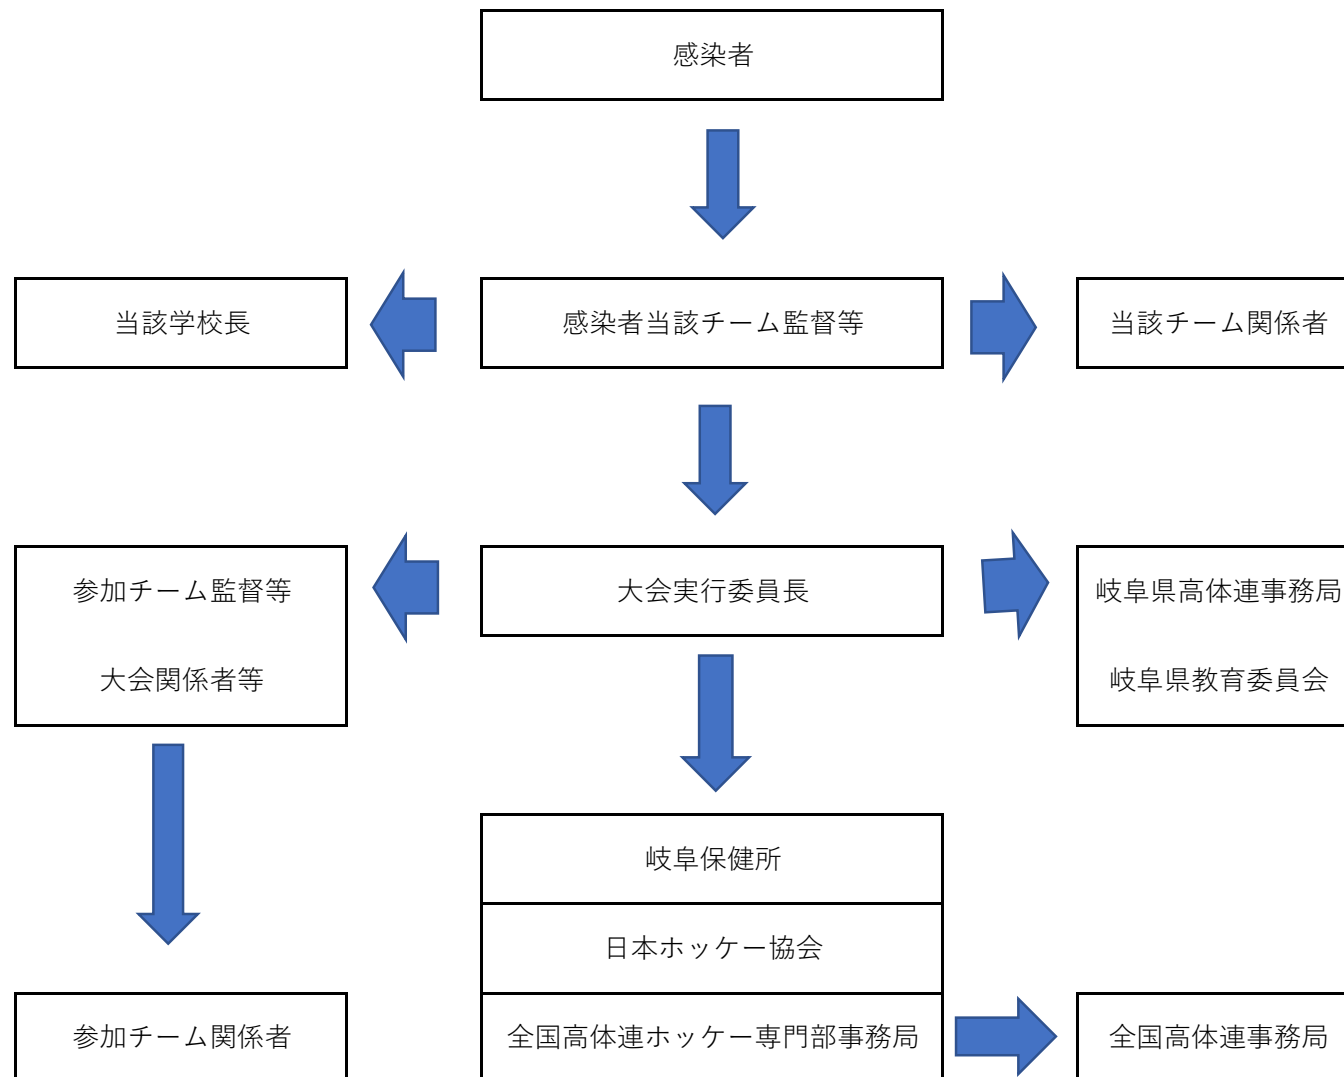 感染者
当該学校長
感染者当該チーム監督等
当該チーム関係者
参加チーム監督等
大会関係者等
大会実行委員長
岐阜県高体連事務局
岐阜県教育委員会
岐阜保健所
日本ホッケー協会
参加チーム関係者
全国高体連ホッケー専門部事務局
全国高体連事務局